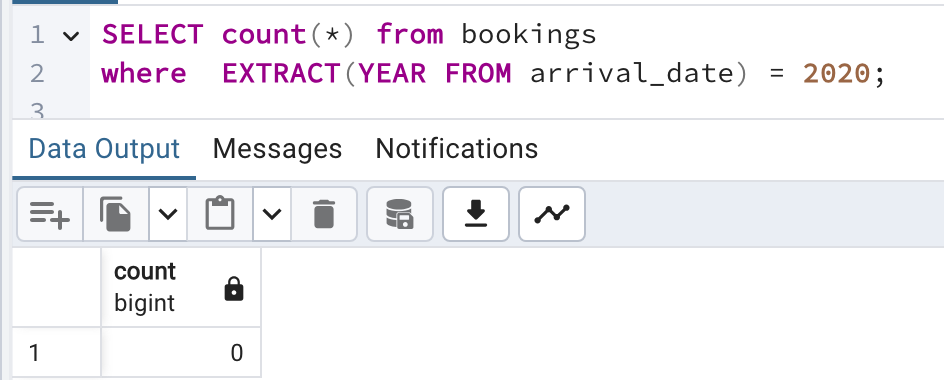 1 SELECT count(*) from bookings
2 where  EXTRACT(YEAR FROM arrival_date) = 2020;
3
Data Output Messages Notifications
count
bigint
1 0